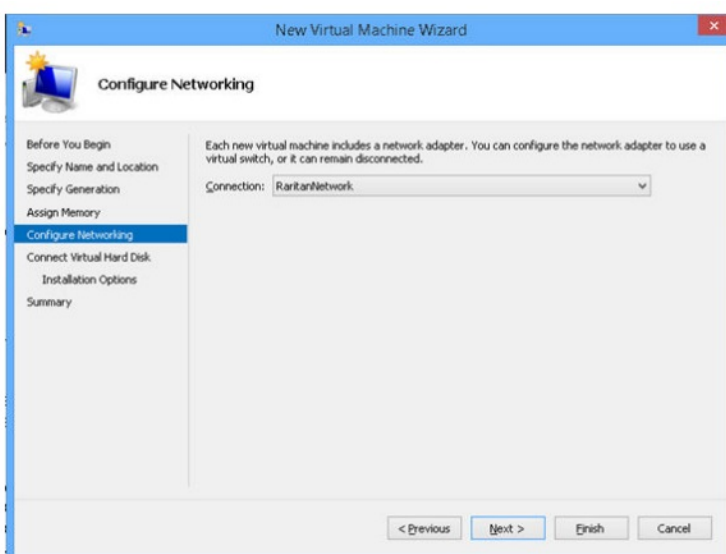 New Virtual Machine Wizard
Configure Networking
Before You Begin
Specify Name and Location
Specify Generation
Assign Memory
Configure Networking
Connect Virtual Hard Disk
Installation Options
Summary
Each new virtual machine includes a network adapter. You can configure the network adapter to use a
virtual switch, or it can remain disconnected.
Connection: RaritanNetwork
< Previous Next > Finish Cancel